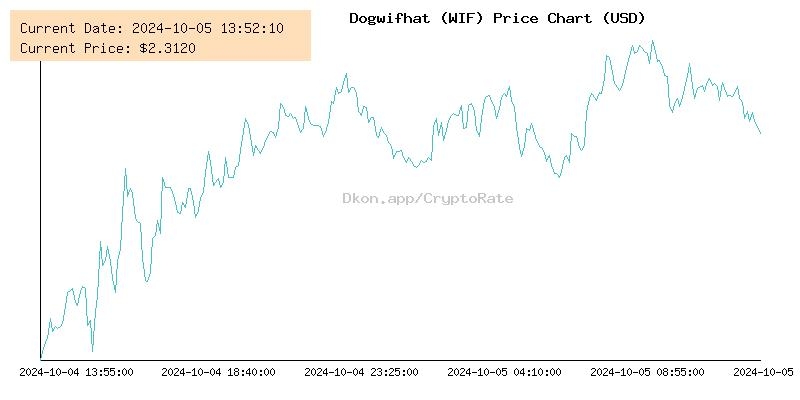 Dogwifhat (WIF) Price Chart (USD)
Current Date: 2024-10-05 13:52:10
Current Price: $2.3120
Dkon.app/CryptoRate
2024-10-04 13:55:00 2024-10-04 18:40:00 2024-10-04 23:25:00 2024-10-05 04:10:00 2024-10-05 08:55:00 2024-10-05